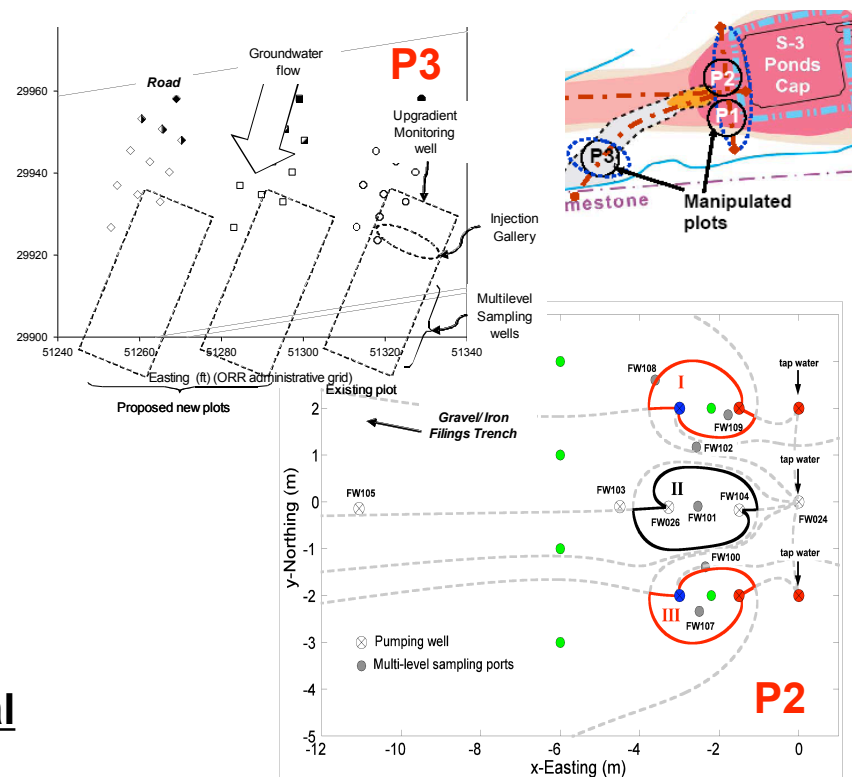 P3
Groundwater
flow
Road
Upgradient
Monitoring
well
Injection
Gallery
Multilevel
Sampling
wells
29960
29940
29920
29900
51240
51260
51280
51300
51320
51340
Easting (ft) (ORR administrative grid)
Proposed new plots
Existing plot
Gravel/Iron
Filings Trench
S-3
Ponds
Cap
P2
P1
P3
mestone
Manipulated
plots
tap water
FW108
I
FW109
FW102
tap water
FW105
FW103
II
FW104
FW026
FW101
FW024
FW100
tap water
III
FW107
Pumping well
Multi-level sampling ports
P2
y-Northing (m)
2
1
0
-1
-2
-3
-4
-5
-12
-10
-8
-6
-4
-2
0
x-Easting (m)
al